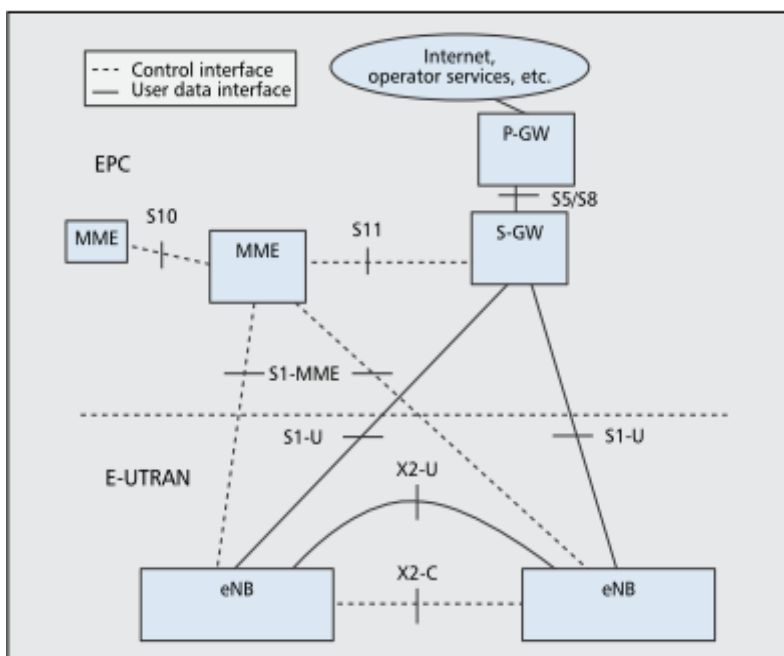 Internet,
operator services, etc.
Control interface
User data interface
P-GW
EPC
S5/S8
S10
S11
MME
MME
S-GW
S1-MME
S1-U
S1-U
E-UTRAN
X2-U
X2-C
eNB
eNB